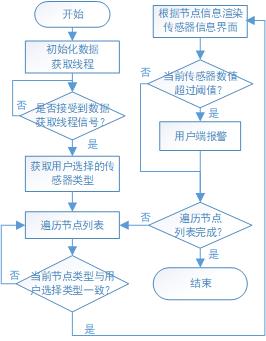 开始
初始化数据
获取线程
否
是否接受到数据
获取线程信号?
是
获取用户选择的传
感器类型
遍历节点列表
否
当前节点类型与用
户选择类型一致?
是
根据节点信息渲染
传感器信息界面
否
当前传感器数值
超过阈值?
是
用户端报警
否
遍历节点
列表完成?
是
结束